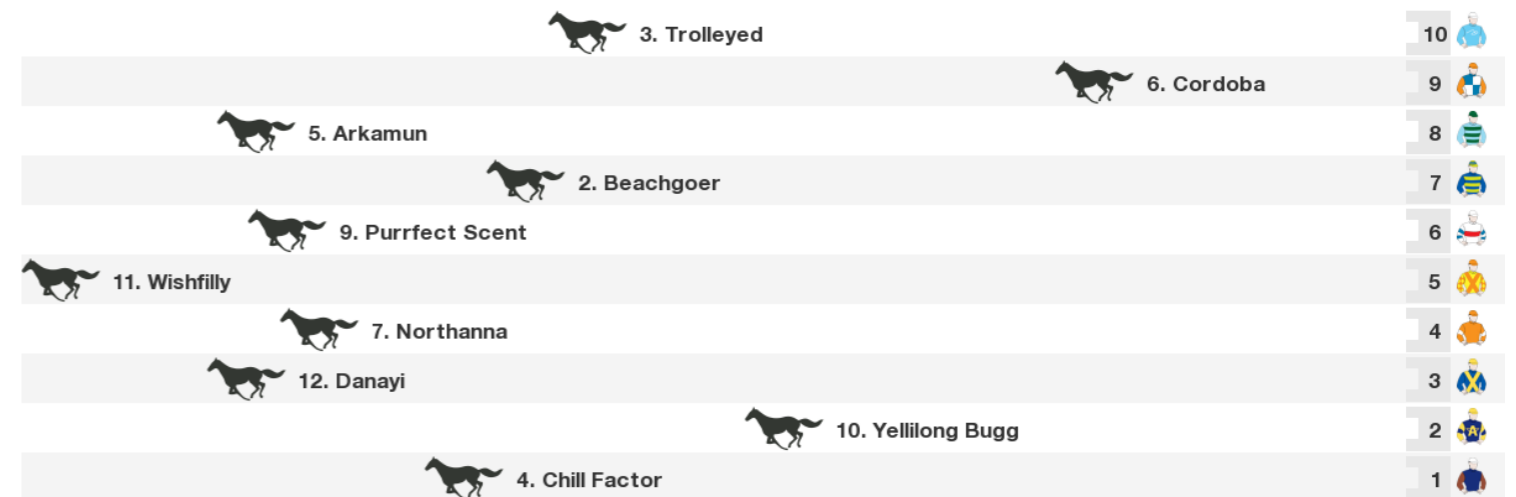 3. Trolleyed 10
6. Cordoba 9
5. Arkamun 8
2. Beachgoer 7
9. Purrfect Scent 6
11. Wishfilly 5
7. Northanna 4
12. Danayi 3
10. Yellilong Bugg 2 A
4. Chill Factor 1